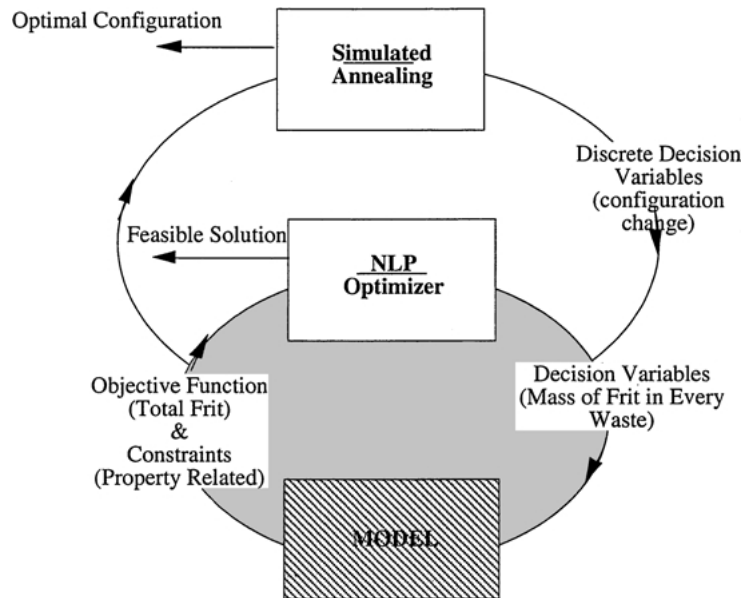 Optimal Configuration
Simulated
Annealing
Discrete Decision
Variables
(configuration
change)
Feasible Solution
NLP
Optimizer
Objective Function
(Total Frit)
&
Constraints
(Property Related)
Decision Variables
(Mass of Frit in Every
Waste)
MODEL